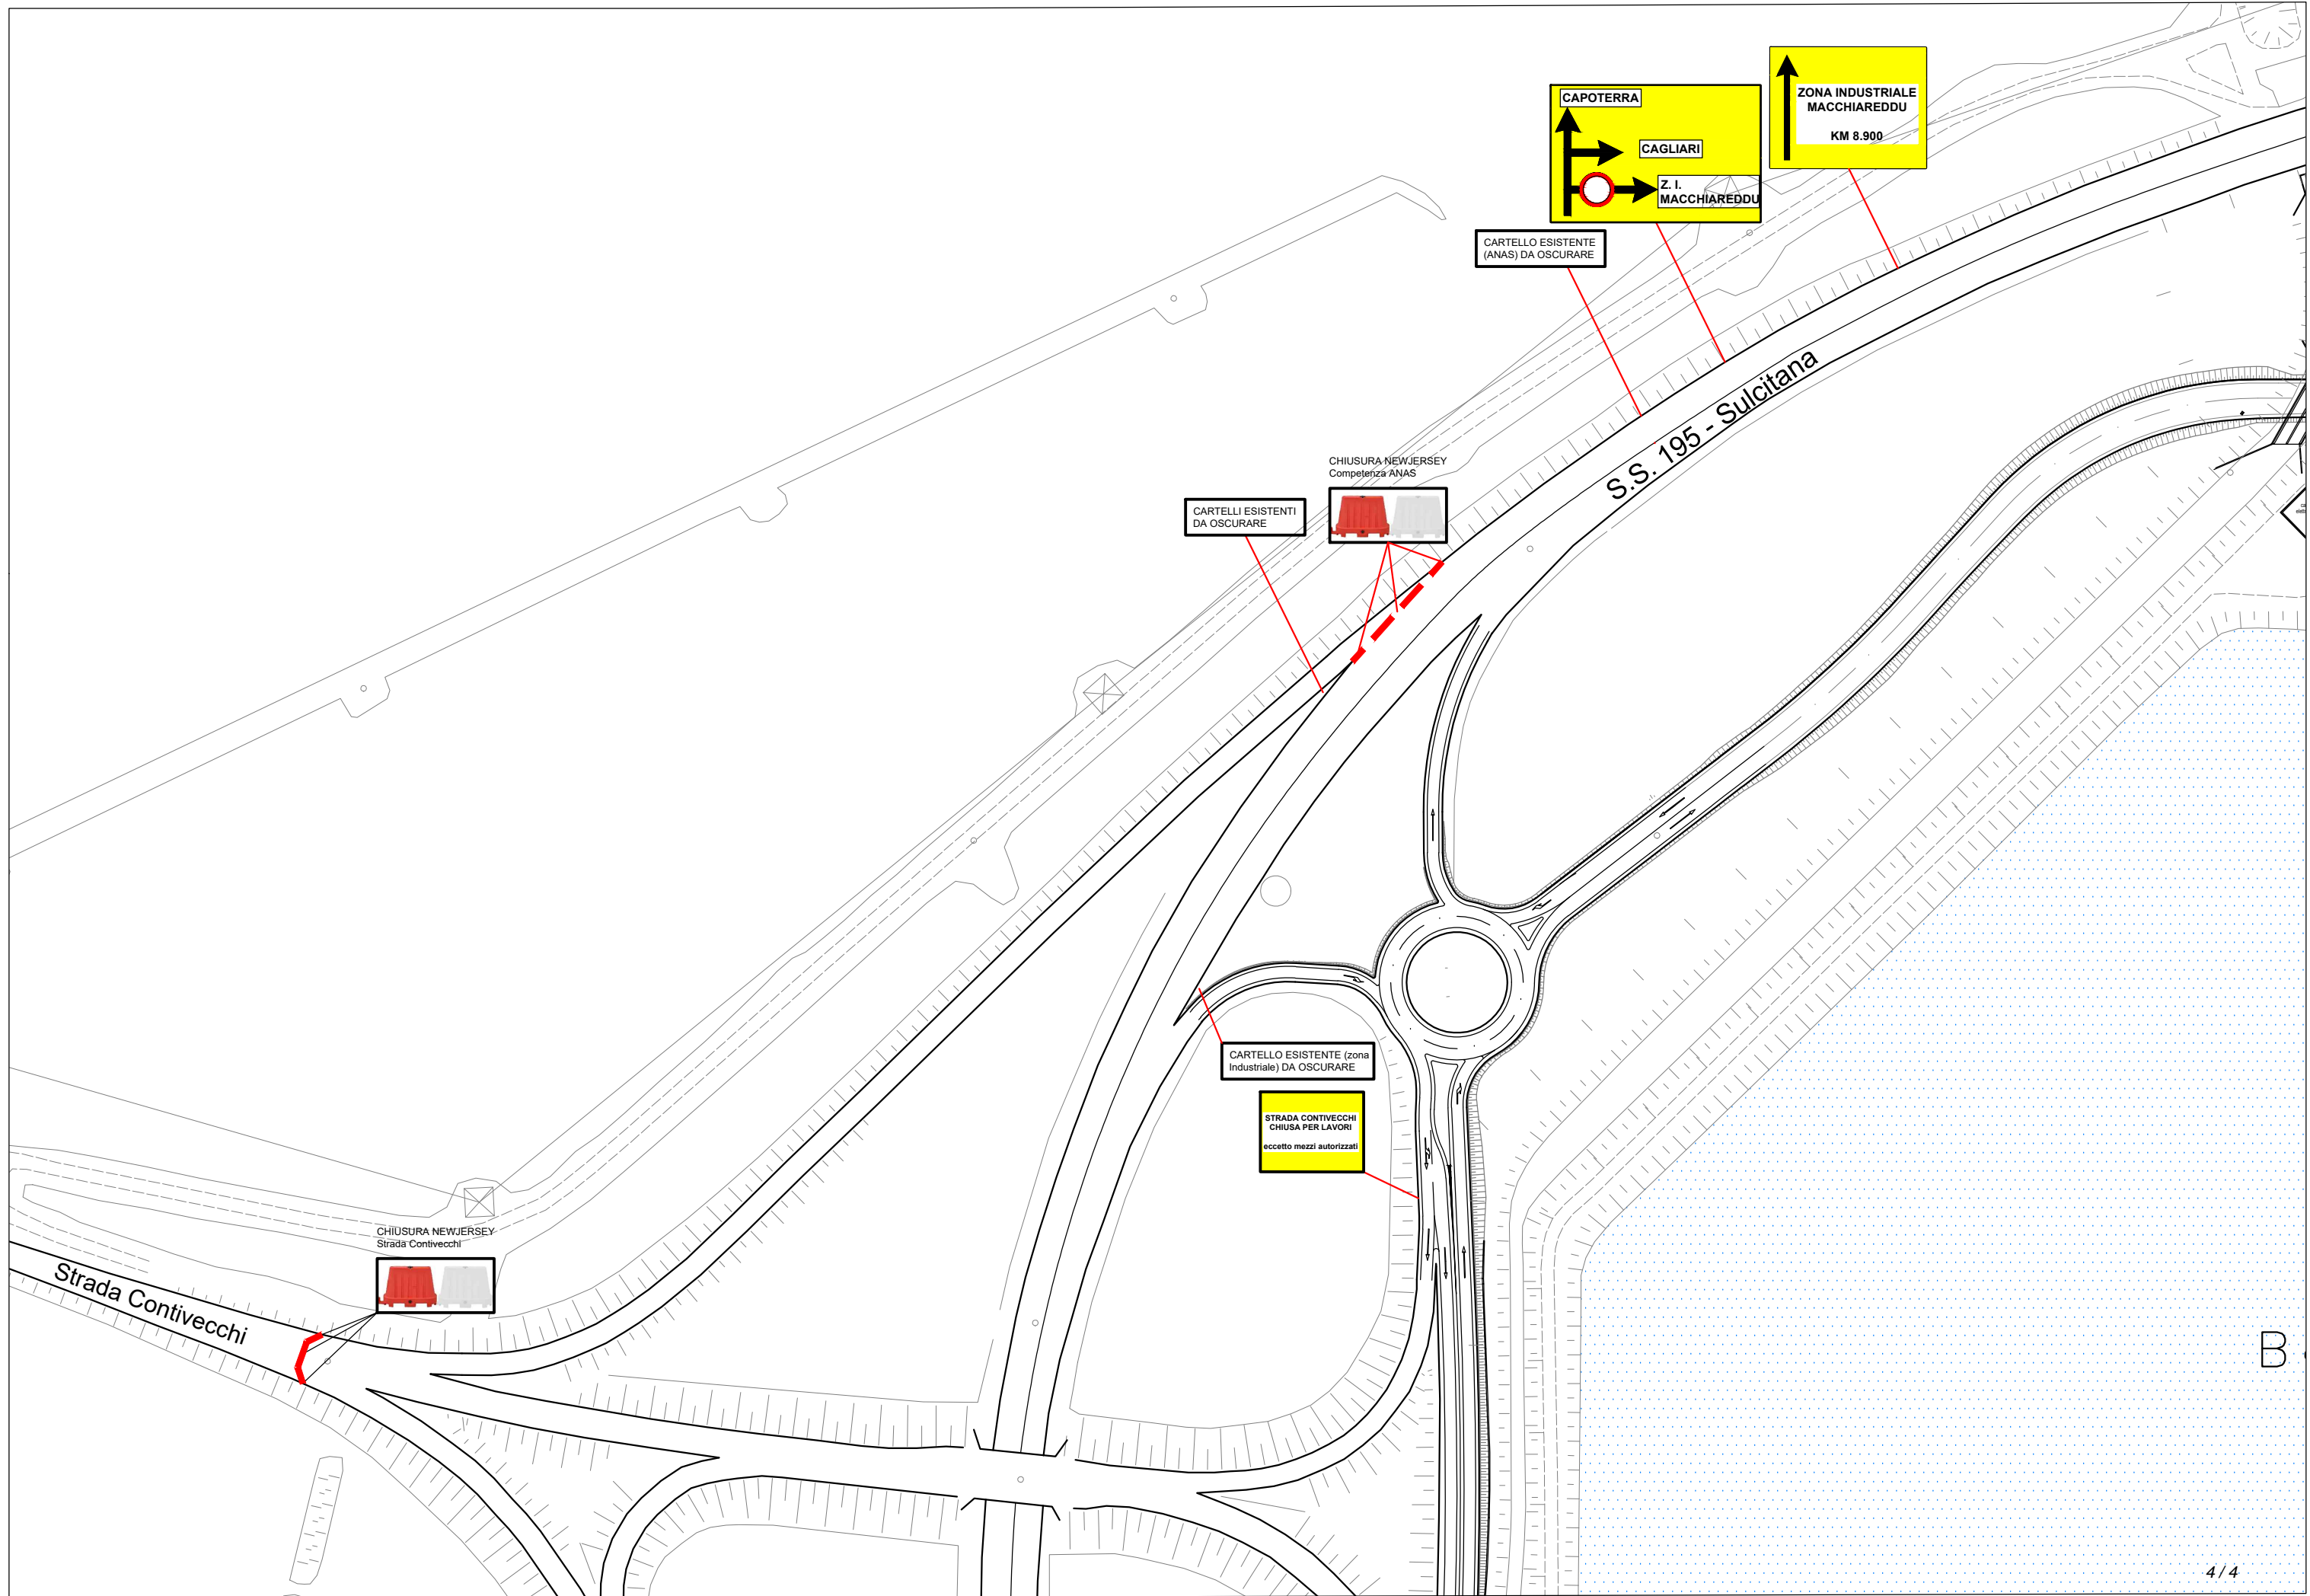 CAPOTERRA
CAGLIARI
Z. I.
MACCHIAREDDU
ZONA INDUSTRIALE
MACCHIAREDDU
KM 8.900
CARTELLO ESISTENTE
(ANAS) DA OSCURARE
S.S. 195 - Sulcitana
CHIUSURA NEWJERSEY
Competenza ANAS
CARTELLI ESISTENTI
DA OSCURARE
CARTELLO ESISTENTE (zona
Industriale) DA OSCURARE
STRADA CONTIVECCHI
CHIUSA PER LAVORI
eccetto mezzi autorizzati
CHIUSURA NEWJERSEY
Strada Contivecchi
Strada Contivecchi
B
4 / 4